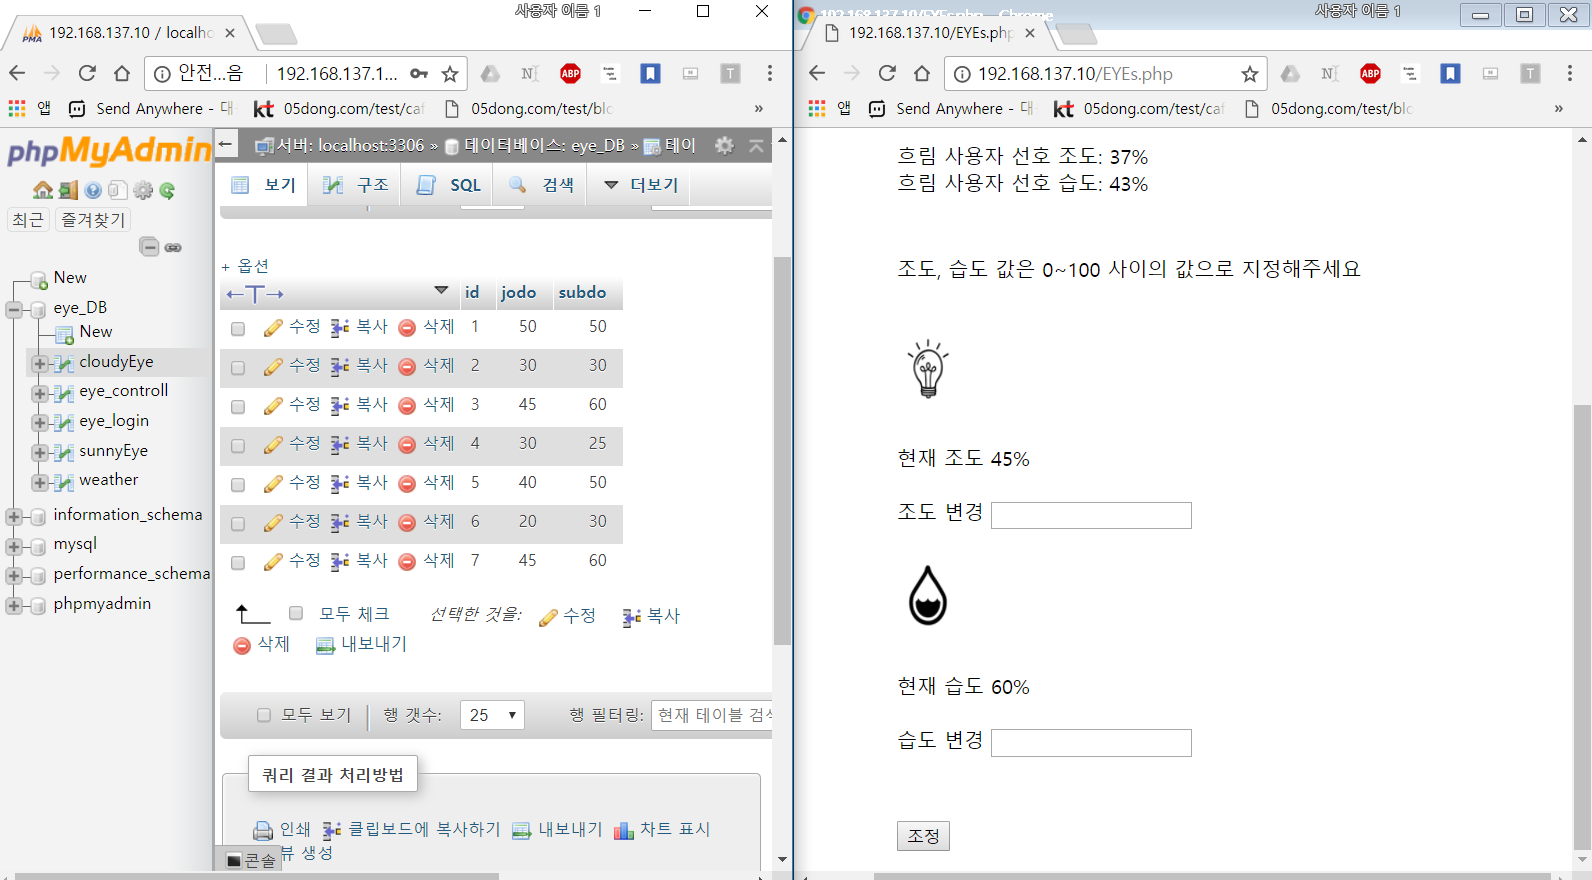 사용자 이름 1
192.168.137.10 / localhc
안전...음 192.168.137.1...
앱 Send Anywhere - 대
kt 05dong.com/test/caf
05dong.com/test/blc
»
phpMyAdmin
최근 즐겨찾기
New
eye_DB
New
cloudyEye
eye_controll
eye_login
sunnyEye
weather
information_schema
mysql
performance_schema
phpmyadmin
서버: localhost:3306 » 데이터베이스: eye_DB » 테이
보기 구조 SQL 검색 더보기
+ 옵션
←T→ id jodo subdo
수정 복사 삭제 1 50 50
수정 복사 삭제 2 30 30
수정 복사 삭제 3 45 60
수정 복사 삭제 4 30 25
수정 복사 삭제 5 40 50
수정 복사 삭제 6 20 30
수정 복사 삭제 7 45 60
모두 체크 선택한 것을: 수정 복사
삭제 내보내기
모두 보기 행 갯수: 25 행 필터링: 현재 테이블 검색
쿼리 결과 처리방법
인쇄 클립보드에 복사하기 내보내기 차트 표시
뷰 생성
콘솔
192.168.137.10/EYEs.php - Chrome
사용자 이름 1
192.168.137.10/EYEs.php
192.168.137.10/EYEs.php
앱 Send Anywhere - 대
kt 05dong.com/test/caf
05dong.com/test/blc
»
흐림 사용자 선호 조도: 37%
흐림 사용자 선호 습도: 43%
조도, 습도 값은 0~100 사이의 값으로 지정해주세요
현재 조도 45%
조도 변경
현재 습도 60%
습도 변경
조정